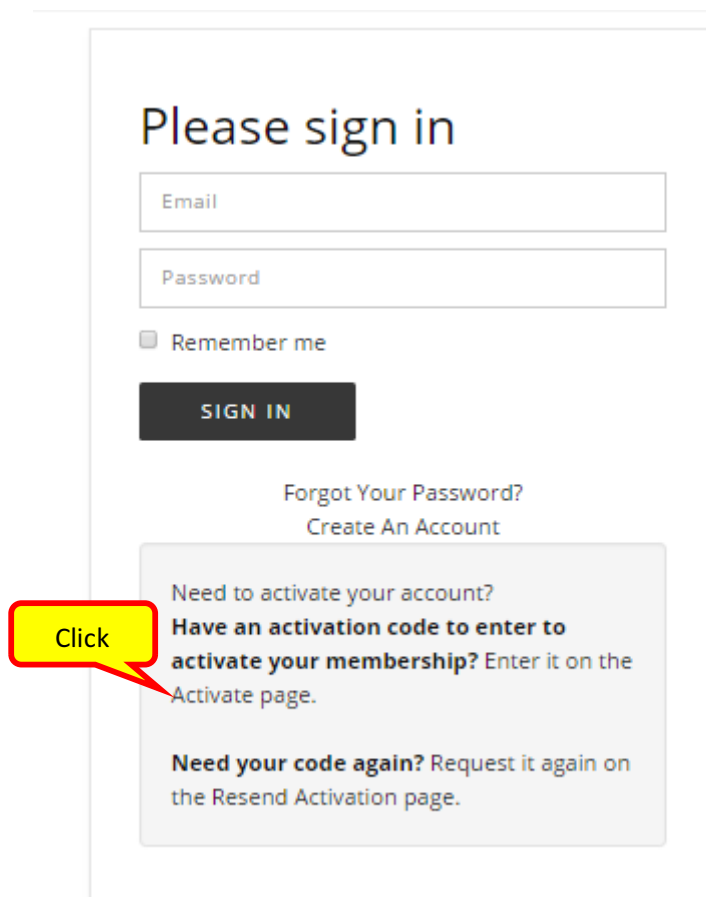 Please sign in
Email
Password
Remember me
SIGN IN
Forgot Your Password?
Create An Account
Need to activate your account?
Click
Have an activation code to enter to
activate your membership? Enter it on the
Activate page.
Need your code again? Request it again on
the Resend Activation page.